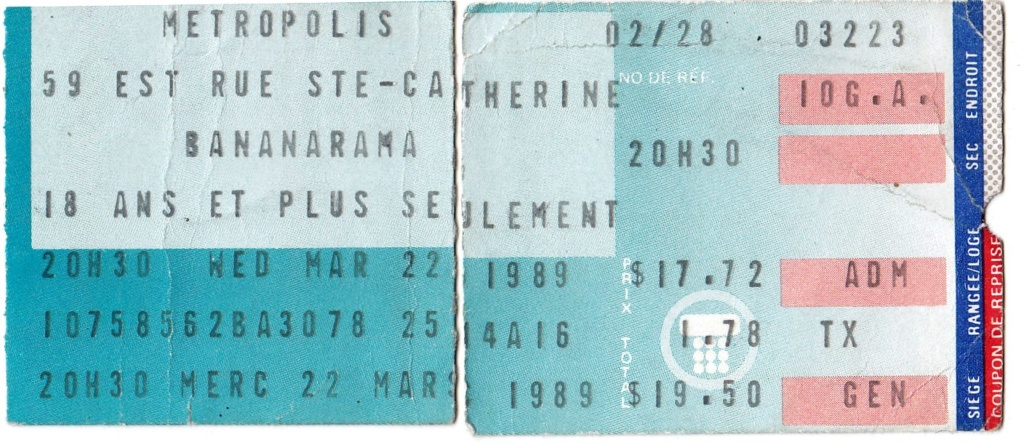 METROPOLIS 02/28 03223
NO DE RÉF.
59 EST RUE STE-CATHERINE 10G.A.
BANANARAMA 20H30
18 ANS ET PLUS SEULEMENT
20H30 WED MAR 22 1989 $17.72 ADM
10758562BA3078 2514A16 1.78 TX
20H30 MERC 22 MARS 1989 $19.50 GEN
PRIX TOTAL
SIEGE RANGÉE/LOGE SEC ENDROIT
COUPON DE REPRISE